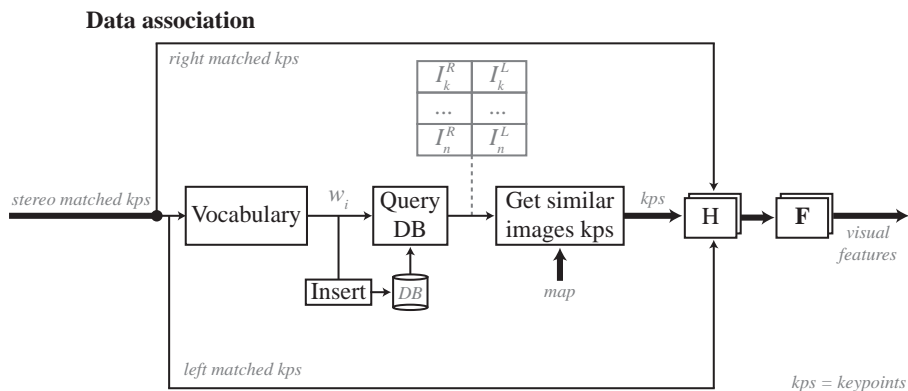 Data association
right matched kps
I_k^R I_k^L
... ...
I_n^R I_n^L
stereo matched kps
Vocabulary
w_i
Query
DB
Get similar
images kps
kps
H
F
visual
features
Insert
DB
map
left matched kps
kps = keypoints